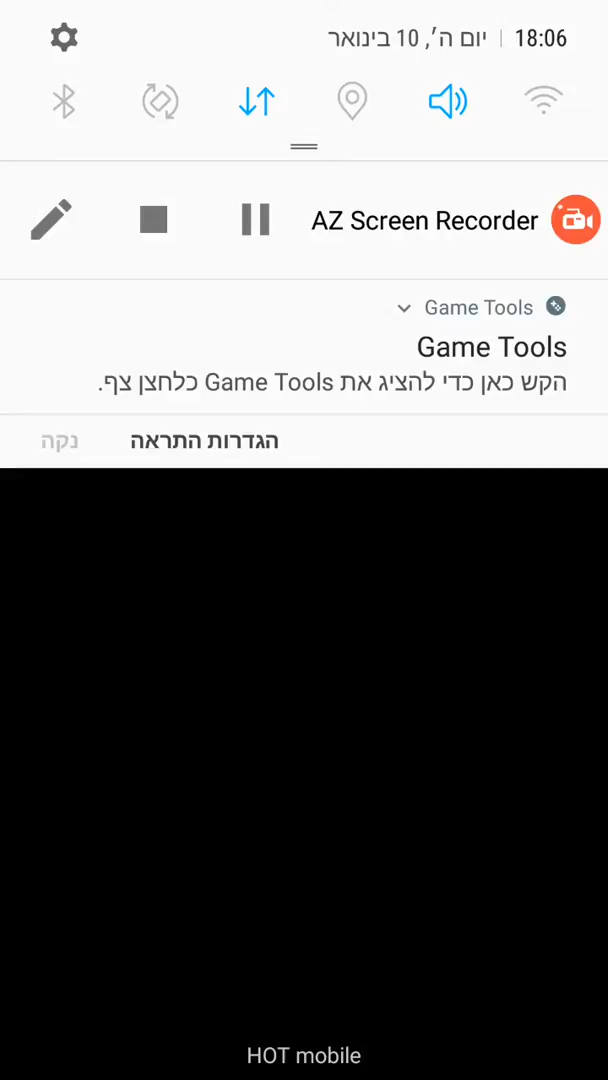 18:06 | יום ה׳, 10 בינואר
AZ Screen Recorder
Game Tools
Game Tools
הקש כאן כדי להציג את Game Tools כלחצן צף.
הגדרות התראה
נקה
HOT mobile